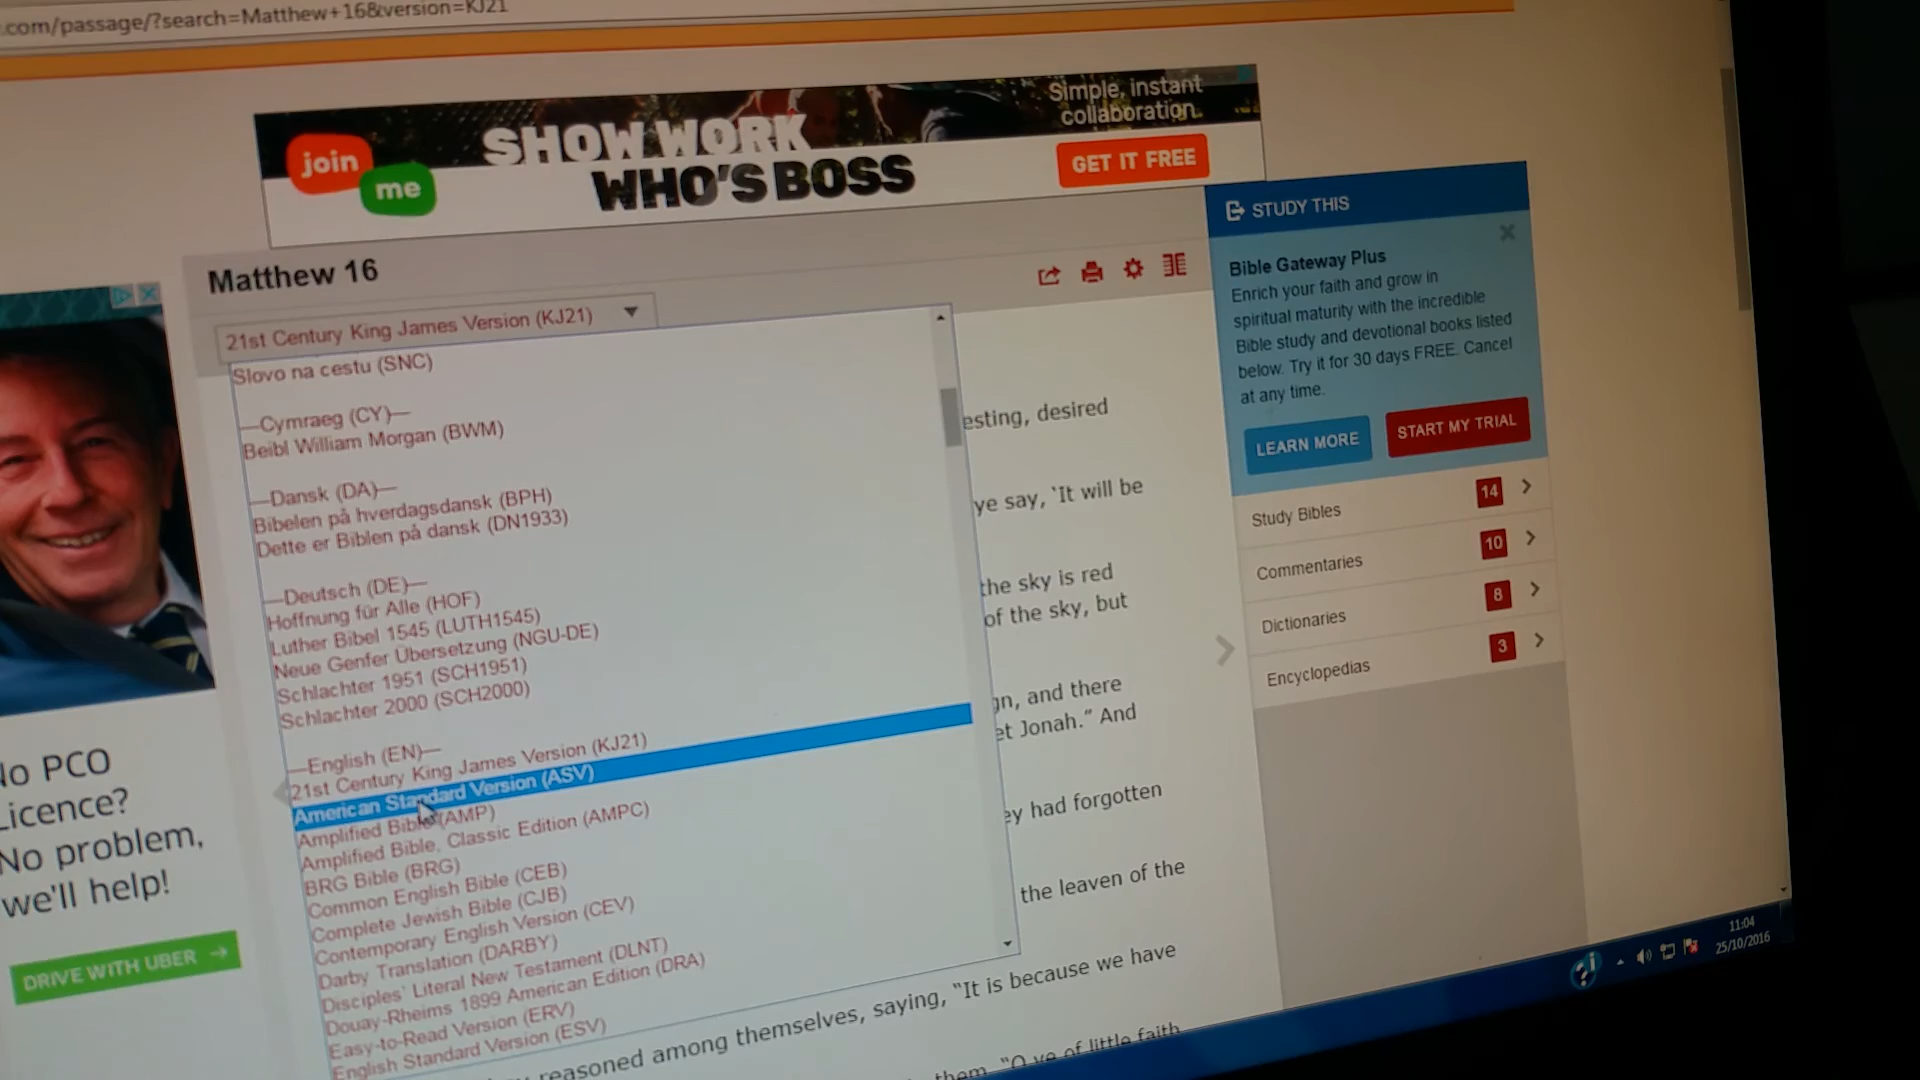 .com/passage/?search=Matthew+16&version=KJ21
join
me
SHOW WORK
WHO'S BOSS
Simple, instant
collaboration.
GET IT FREE
Matthew 16
21st Century King James Version (KJ21)
Slovo na cestu (SNC)
—Cymraeg (CY)—
Beibl William Morgan (BWM)
—Dansk (DA)—
Bibelen på hverdagsdansk (BPH)
Dette er Biblen på dansk (DN1933)
—Deutsch (DE)—
Hoffnung für Alle (HOF)
Luther Bibel 1545 (LUTH1545)
Neue Genfer Übersetzung (NGU-DE)
Schlachter 1951 (SCH1951)
Schlachter 2000 (SCH2000)
—English (EN)—
21st Century King James Version (KJ21)
American Standard Version (ASV)
Amplified Bible (AMP)
Amplified Bible, Classic Edition (AMPC)
BRG Bible (BRG)
Common English Bible (CEB)
Complete Jewish Bible (CJB)
Contemporary English Version (CEV)
Darby Translation (DARBY)
Disciples' Literal New Testament (DLNT)
Douay-Rheims 1899 American Edition (DRA)
Easy-to-Read Version (ERV)
English Standard Version (ESV)
esting, desired
ye say, `It will be
the sky is red
of the sky, but
gn, and there
et Jonah.” And
ey had forgotten
the leaven of the
reasoned among themselves, saying, “It is because we have
them, “O ye of little faith
STUDY THIS
Bible Gateway Plus
Enrich your faith and grow in
spiritual maturity with the incredible
Bible study and devotional books listed
below. Try it for 30 days FREE. Cancel
at any time.
LEARN MORE
START MY TRIAL
Study Bibles 14
Commentaries 10
Dictionaries 8
Encyclopedias 3
No PCO
Licence?
No problem,
we'll help!
DRIVE WITH UBER
11:04
25/10/2016